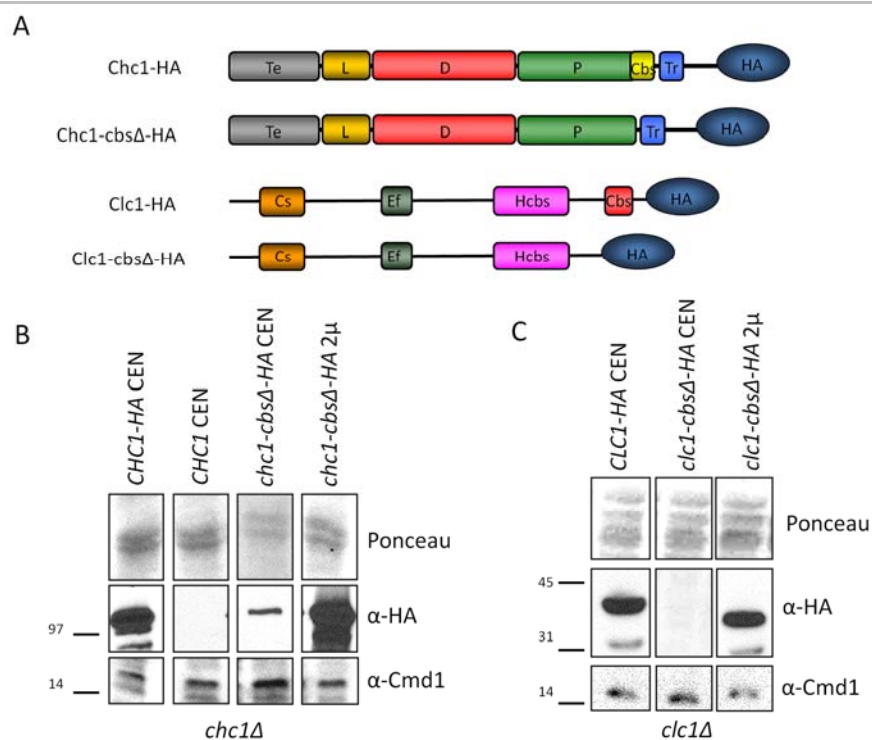 A
Chc1-HA Te L D P Cbs Tr HA
Chc1-cbsΔ-HA Te L D P Tr HA
Clc1-HA Cs Ef Hcbs Cbs HA
Clc1-cbsΔ-HA Cs Ef Hcbs HA
B
CHC1-HA CEN
CHC1 CEN
chc1-cbsΔ-HA CEN
chc1-cbsΔ-HA 2μ
Ponceau
α-HA
97
14
α-Cmd1
chc1Δ
C
CLC1-HA CEN
clc1-cbsΔ-HA CEN
clc1-cbsΔ-HA 2μ
Ponceau
45
α-HA
31
14
α-Cmd1
clc1Δ